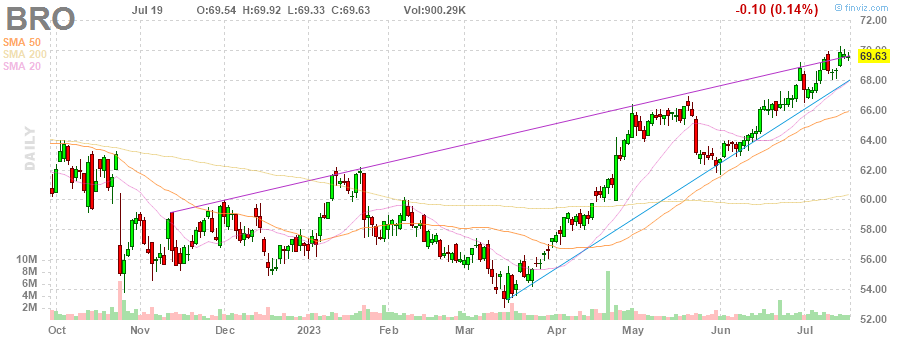 BRO
Jul 19 O:69.54 H:69.92 L:69.33 C:69.63 Vol:900.29K -0.10 (0.14%)
© finviz.com
SMA 50
SMA 200
SMA 20
DAILY
72.00
70.00
69.63
68.00
66.00
64.00
62.00
60.00
58.00
56.00
54.00
52.00
10M
8M
6M
4M
2M
Oct Nov Dec 2023 Feb Mar Apr May Jun Jul